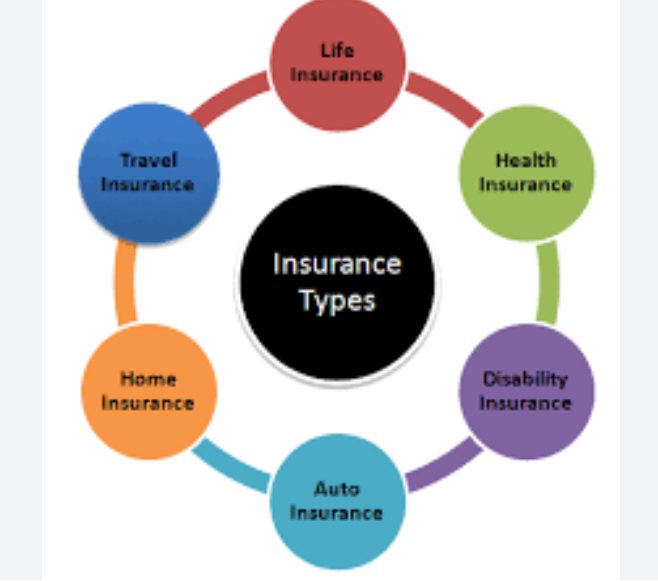 Life
Insurance
Health
Insurance
Disability
Insurance
Auto
Insurance
Home
Insurance
Travel
Insurance
Insurance
Types